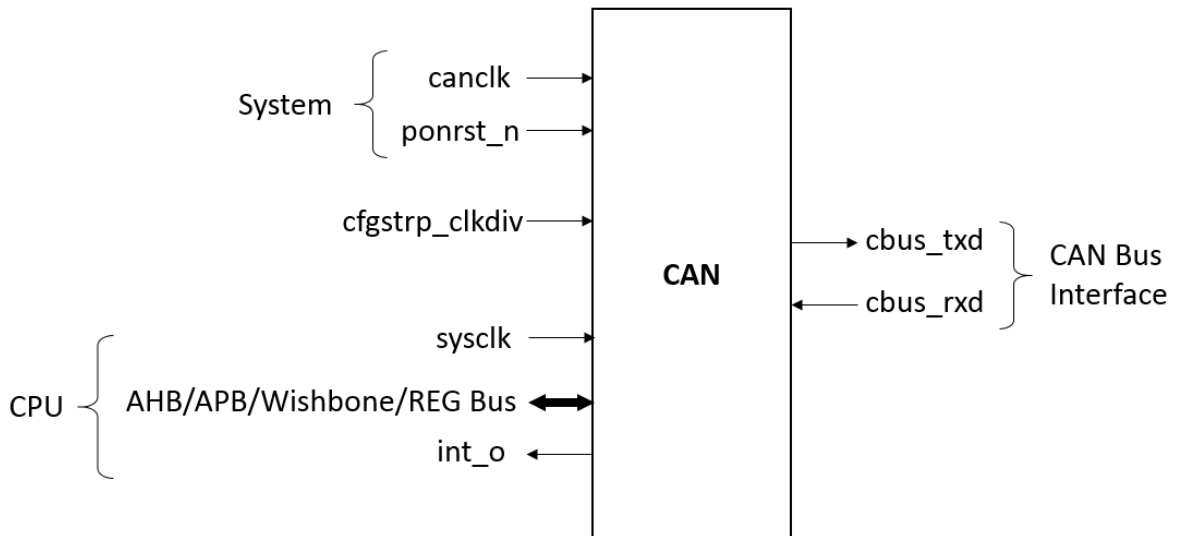 canclk
System
ponrst_n
cfgstrp_clkdiv
cbus_txd
CAN
CAN Bus
Interface
cbus_rxd
sysclk
CPU
AHB/APB/Wishbone/REG Bus
int_o